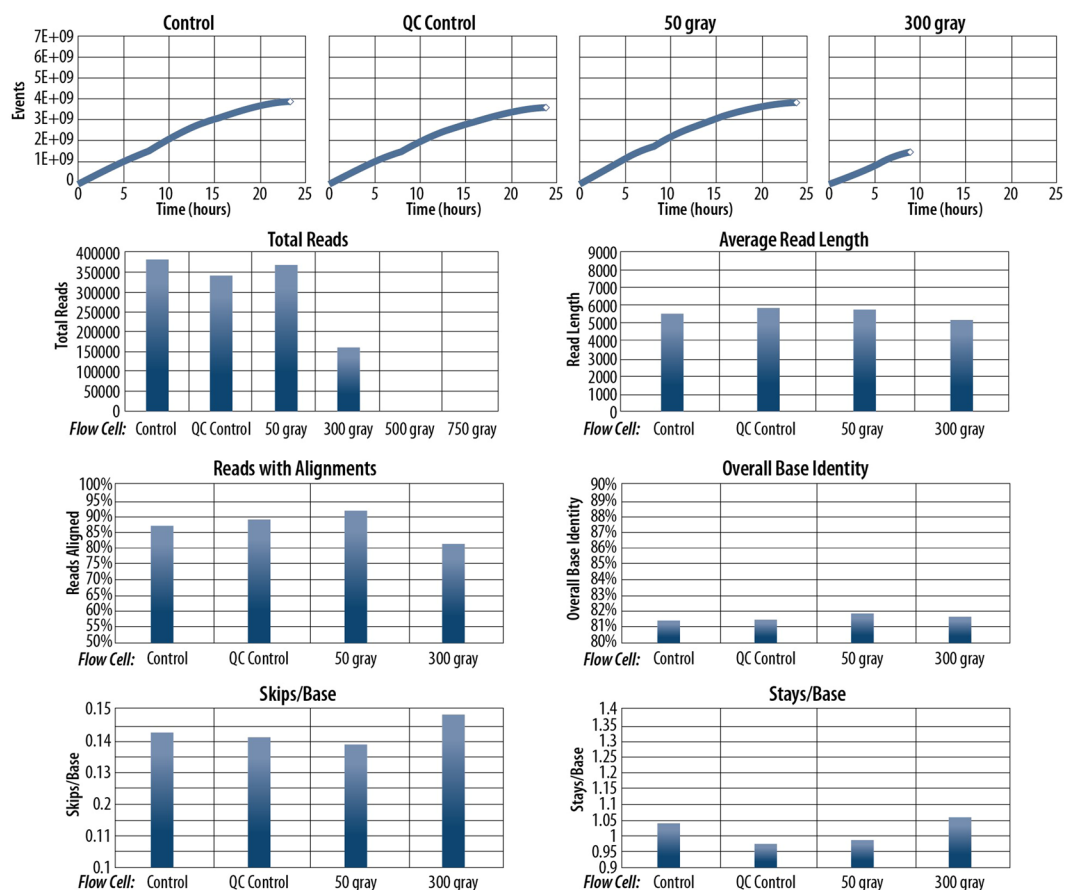 Control QC Control 50 gray 300 gray
Events
7E+09
6E+09
5E+09
4E+09
3E+09
2E+09
1E+09
0
0 5 10 15 20 25 0 5 10 15 20 25 0 5 10 15 20 25 0 5 10 15 20 25
Time (hours) Time (hours) Time (hours) Time (hours)
Total Reads
Total Reads
400000
350000
300000
250000
200000
150000
100000
50000
0
Flow Cell: Control QC Control 50 gray 300 gray 500 gray 750 gray
Average Read Length
Read Length
9000
8000
7000
6000
5000
4000
3000
2000
1000
0
Flow Cell: Control QC Control 50 gray 300 gray
Reads with Alignments
Reads Aligned
100%
95%
90%
85%
80%
75%
70%
65%
60%
55%
50%
Flow Cell: Control QC Control 50 gray 300 gray
Overall Base Identity
Overall Base Identity
90%
89%
88%
87%
86%
85%
84%
83%
82%
81%
80%
Flow Cell: Control QC Control 50 gray 300 gray
Skips/Base
Skips/Base
0.15
0.14
0.13
0.2
0.11
0.1
Flow Cell: Control QC Control 50 gray 300 gray
Stays/Base
Stays/Base
1.4
1.35
1.3
1.25
1.2
1.15
1.1
1.05
1
0.95
0.9
Flow Cell: Control QC Control 50 gray 300 gray